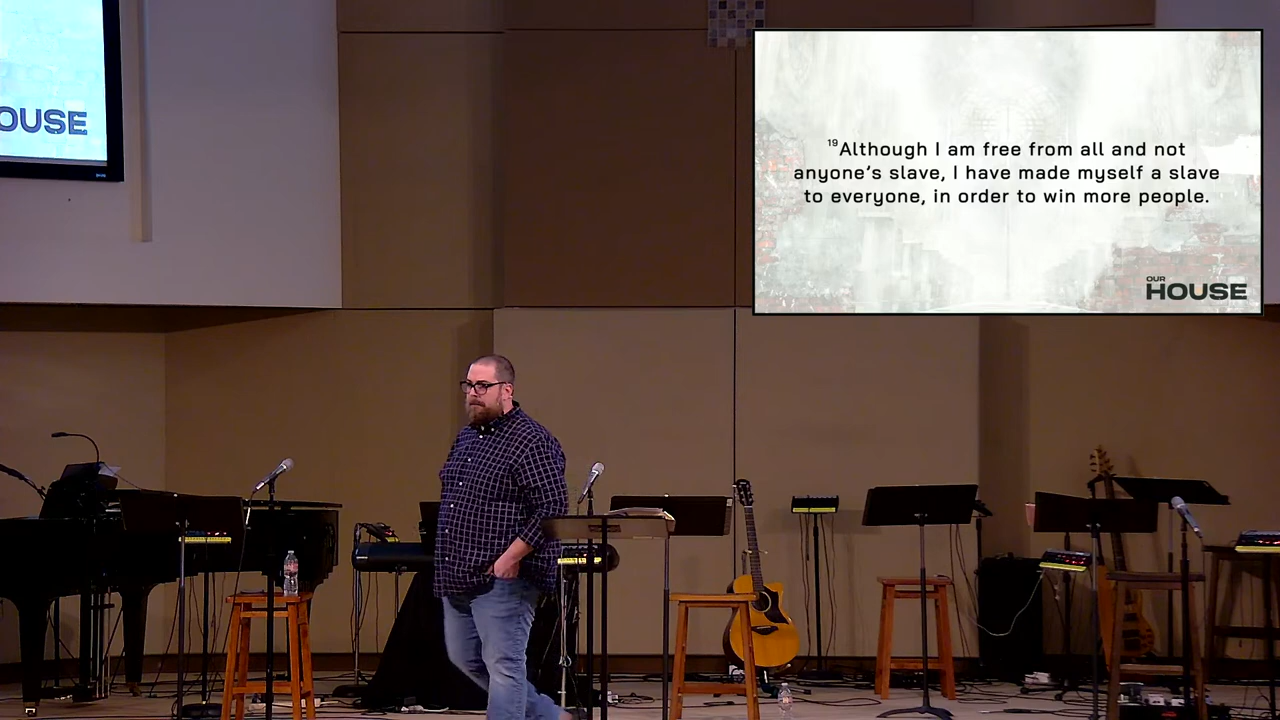 OUSE
¹⁹Although I am free from all and not
anyone's slave, I have made myself a slave
to everyone, in order to win more people.
OUR
HOUSE